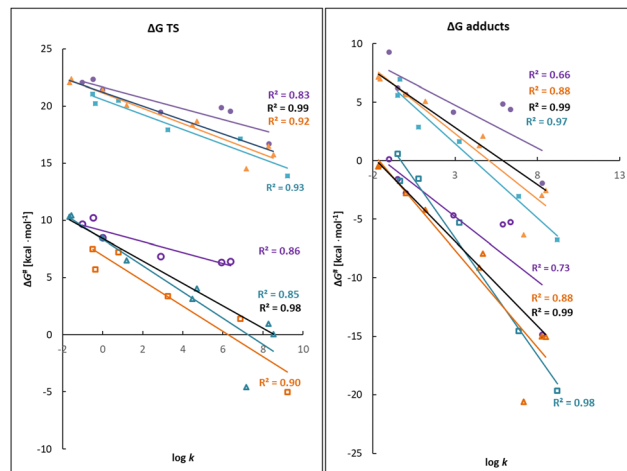 ΔG TS
25
20
15
10
5
0
-5
-10
-2
0
2
4
6
8
10
ΔG‡ [kcal ·mol-1]
log k
R² = 0.83
R² = 0.99
R² = 0.92
R² = 0.93
R² = 0.86
R² = 0.85
R² = 0.98
R² = 0.90
ΔG adducts
10
5
0
-5
-10
-15
-20
-25
-1
4
9
ΔG‡ [kcal ·mol-1]
log k
R² = 0.66
R² = 0.88
R² = 0.99
R² = 0.97
R² = 0.73
R² = 0.88
R² = 0.99
R² = 0.98